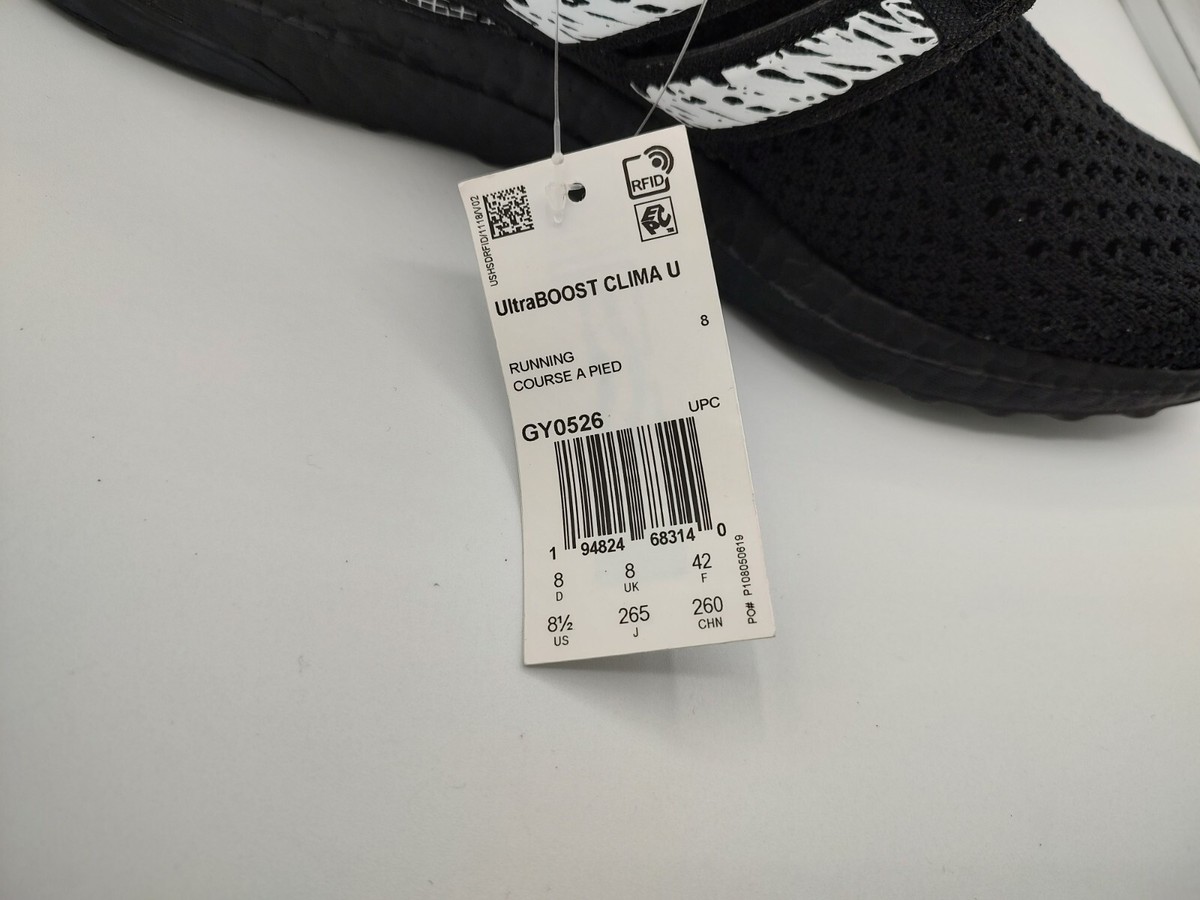 USHSDRFID/1118/V02
RFID
EPC
UltraBOOST CLIMA U
8
RUNNING
COURSE A PIED
UPC
GY0526
1 94824 68314 0
8 8 42
D UK F
8½ 265 260
US J CHN
PO# P108050619